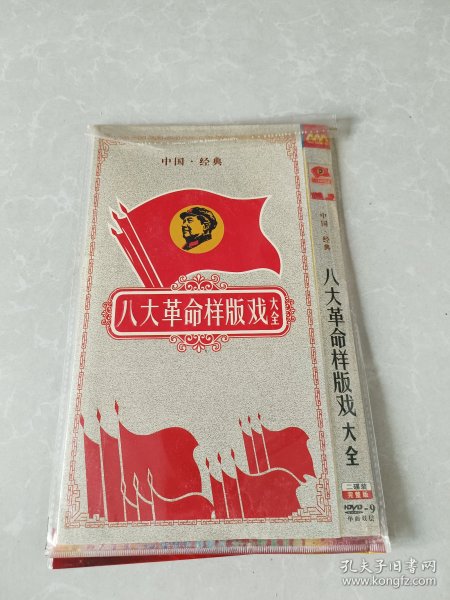 中国·经典
八大革命样版戏大全
中国·经典
八大革命样版戏大全
二碟装
完整版
HDVD-9
孔夫子旧书网
www.kongfz.com